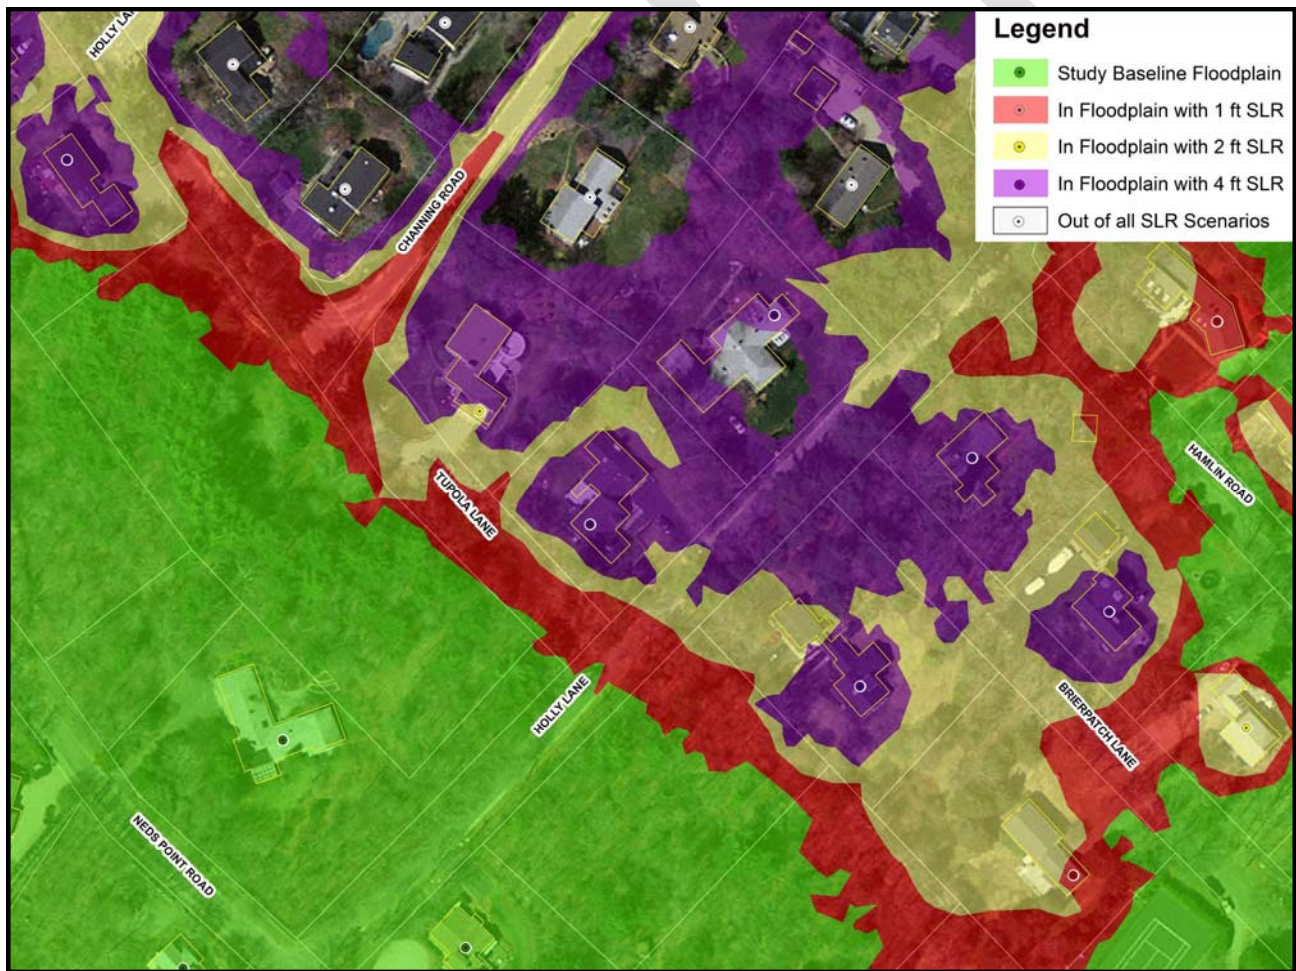 HOLLY LA
Legend
Study Baseline Floodplain
In Floodplain with 1 ft SLR
In Floodplain with 2 ft SLR
In Floodplain with 4 ft SLR
Out of all SLR Scenarios
CHANNING ROAD
HAMLIN ROAD
TUPOLA LANE
HOLLY LANE
BRIERPATCH LANE
NEDS POINT ROAD